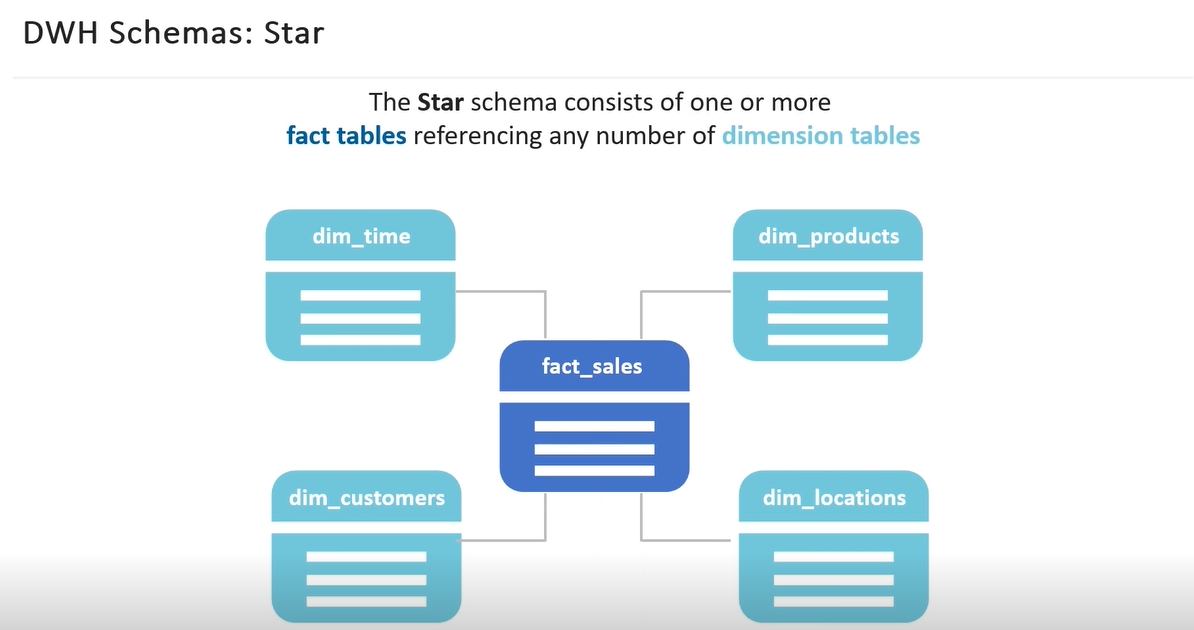 DWH Schemas: Star
The Star schema consists of one or more
fact tables referencing any number of dimension tables
dim_time
dim_products
fact_sales
dim_customers
dim_locations